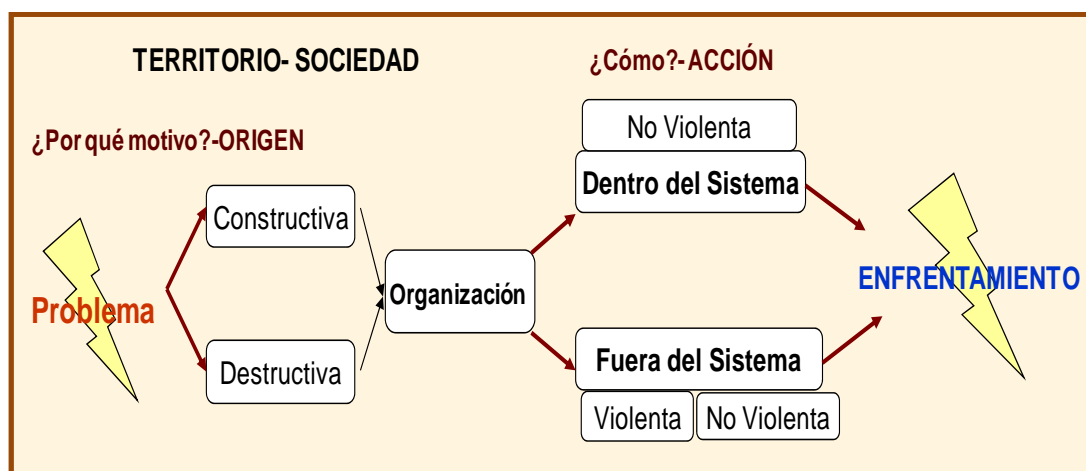 TERRITORIO- SOCIEDAD
¿Cómo?- ACCIÓN
¿Por qué motivo?-ORIGEN
No Violenta
Dentro del Sistema
Constructiva
Problema
Organización
ENFRENTAMIENTO
Destructiva
Fuera del Sistema
Violenta
No Violenta